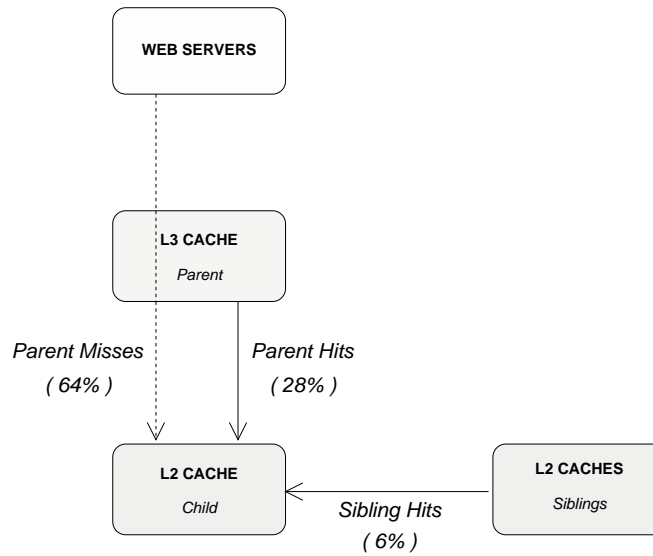 WEB SERVERS
L3 CACHE
Parent
Parent Misses
( 64% )
Parent Hits
( 28% )
L2 CACHE
Child
Sibling Hits
( 6% )
L2 CACHES
Siblings